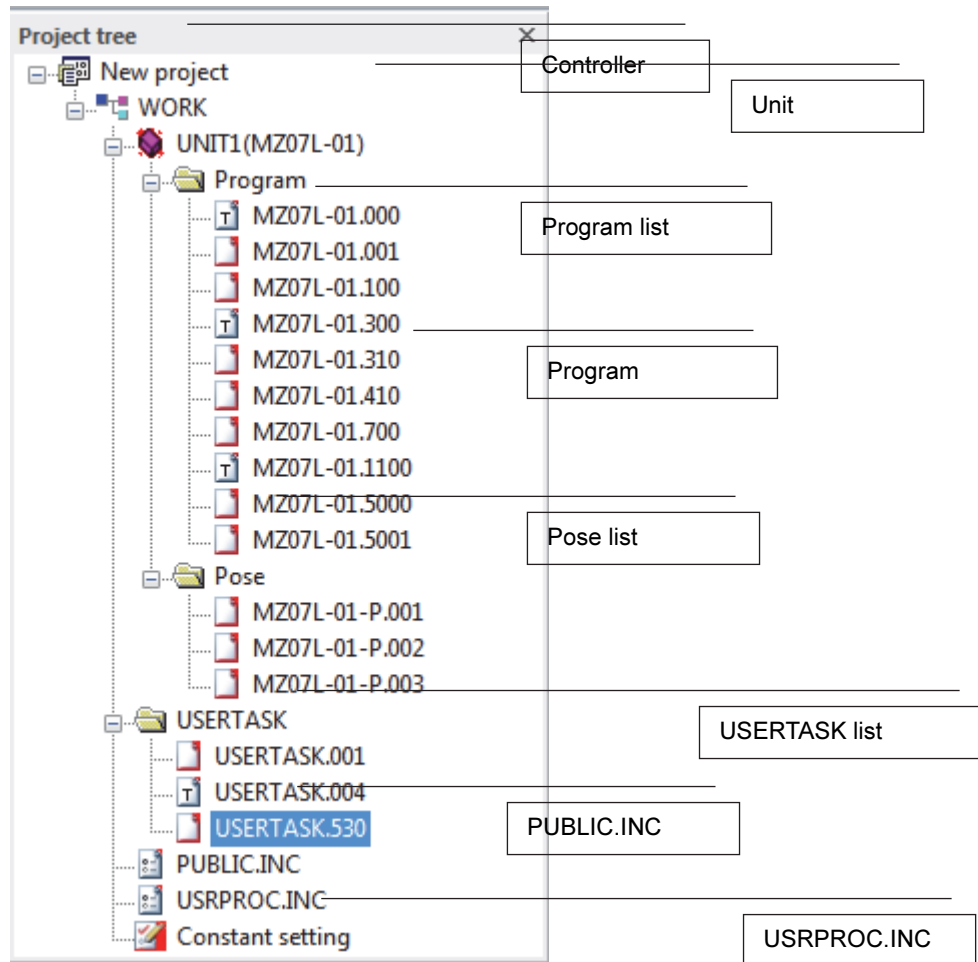 Project tree
New project
Controller
WORK
Unit
UNIT1(MZ07L-01)
Program
MZ07L-01.000
Program list
MZ07L-01.001
MZ07L-01.100
MZ07L-01.300
MZ07L-01.310
Program
MZ07L-01.410
MZ07L-01.700
MZ07L-01.1100
MZ07L-01.5000
MZ07L-01.5001
Pose list
Pose
MZ07L-01-P.001
MZ07L-01-P.002
MZ07L-01-P.003
USERTASK
USERTASK list
USERTASK.001
USERTASK.004
USERTASK.530
PUBLIC.INC
PUBLIC.INC
USRPROC.INC
Constant setting
USRPROC.INC